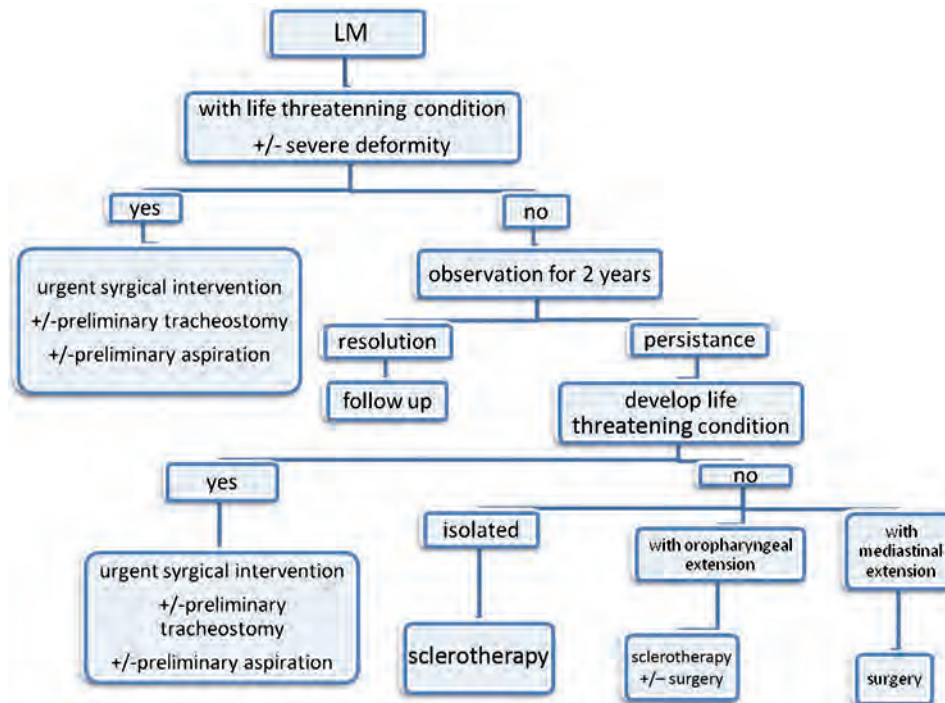 LM
with life threatenning condition
+/- severe deformity
yes
no
urgent syrgical intervention
+/-preliminary tracheostomy
+/-preliminary aspiration
observation for 2 years
resolution
persistance
follow up
develop life
threatening condition
yes
no
urgent syrgical intervention
+/-preliminary
tracheostomy
+/-preliminary aspiration
isolated
with oropharyngeal
extension
with
mediastinal
extension
sclerotherapy
sclerotherapy
+/– surgery
surgery